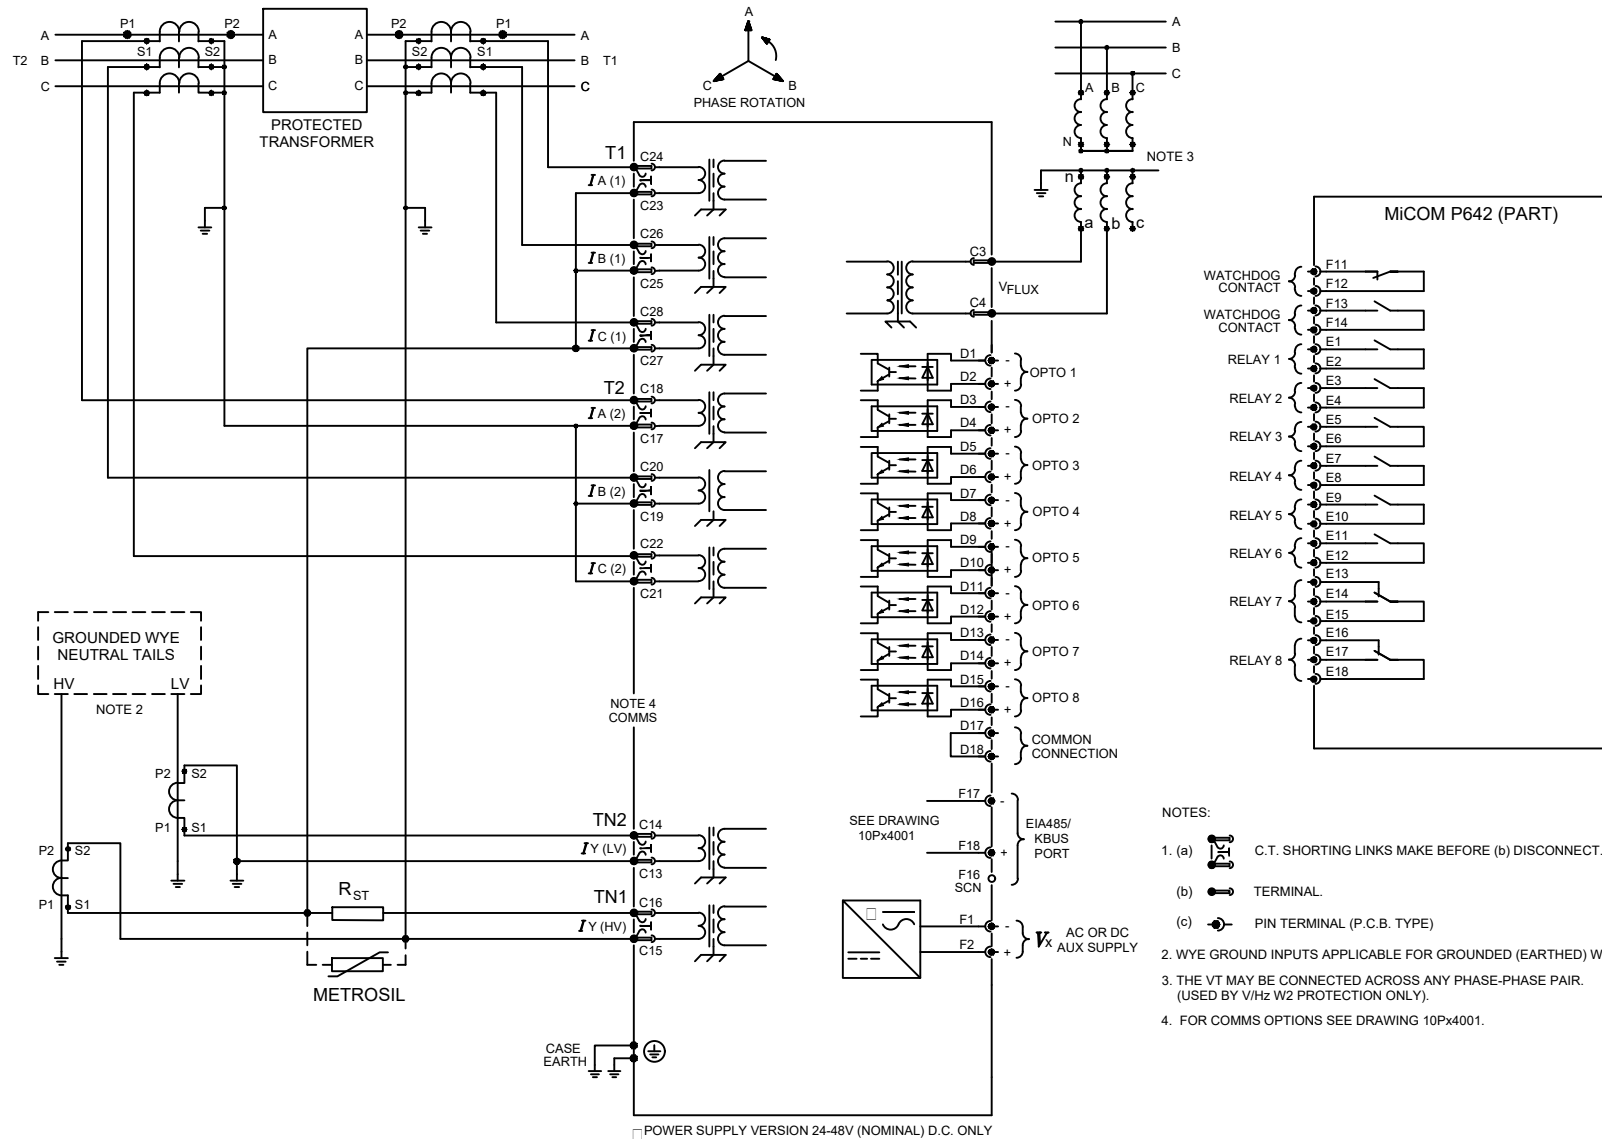 P1 P2 P2 P1
A A A A
S1 S2 S2 S1
T2 B B B B T1
C C C C
PROTECTED
TRANSFORMER
A
C B
PHASE ROTATION
A
B
C
A B C
N
NOTE 3
n
a b c
T1 C24
I A (1)
C23
C26
I B (1)
C25
C28
I C (1)
C27
T2 C18
I A (2)
C17
C20
I B (2)
C19
C22
I C (2)
C21
GROUNDED WYE
NEUTRAL TAILS
HV LV
NOTE 2
P2 S2
P1 S1
P2 S2
P1 S1
NOTE 4
COMMS
TN2 C14
I Y (LV)
C13
RST
TN1 C16
I Y (HV)
C15
METROSIL
CASE
EARTH
C3
VFLUX
C4
D1 -
OPTO 1
D2 +
D3 -
OPTO 2
D4 +
D5 -
OPTO 3
D6 +
D7 -
OPTO 4
D8 +
D9 -
OPTO 5
D10 +
D11 -
OPTO 6
D12 +
D13 -
OPTO 7
D14 +
D15 -
OPTO 8
D16 +
D17
COMMON
CONNECTION
D18
F17 -
SEE DRAWING
10Px4001
EIA485/
KBUS
PORT
F18 +
F16
SCN
F1 -
Vx AC OR DC
AUX SUPPLY
F2 +
POWER SUPPLY VERSION 24-48V (NOMINAL) D.C. ONLY
MiCOM P642 (PART)
WATCHDOG
CONTACT
F11
F12
WATCHDOG
CONTACT
F13
F14
RELAY 1
E1
E2
RELAY 2
E3
E4
RELAY 3
E5
E6
RELAY 4
E7
E8
RELAY 5
E9
E10
RELAY 6
E11
E12
RELAY 7
E13
E14
E15
RELAY 8
E16
E17
E18
NOTES:
1. (a) C.T. SHORTING LINKS MAKE BEFORE (b) DISCONNECT.
(b) TERMINAL.
(c) PIN TERMINAL (P.C.B. TYPE)
2. WYE GROUND INPUTS APPLICABLE FOR GROUNDED (EARTHED) W
3. THE VT MAY BE CONNECTED ACROSS ANY PHASE-PHASE PAIR.
(USED BY V/Hz W2 PROTECTION ONLY).
4. FOR COMMS OPTIONS SEE DRAWING 10Px4001.